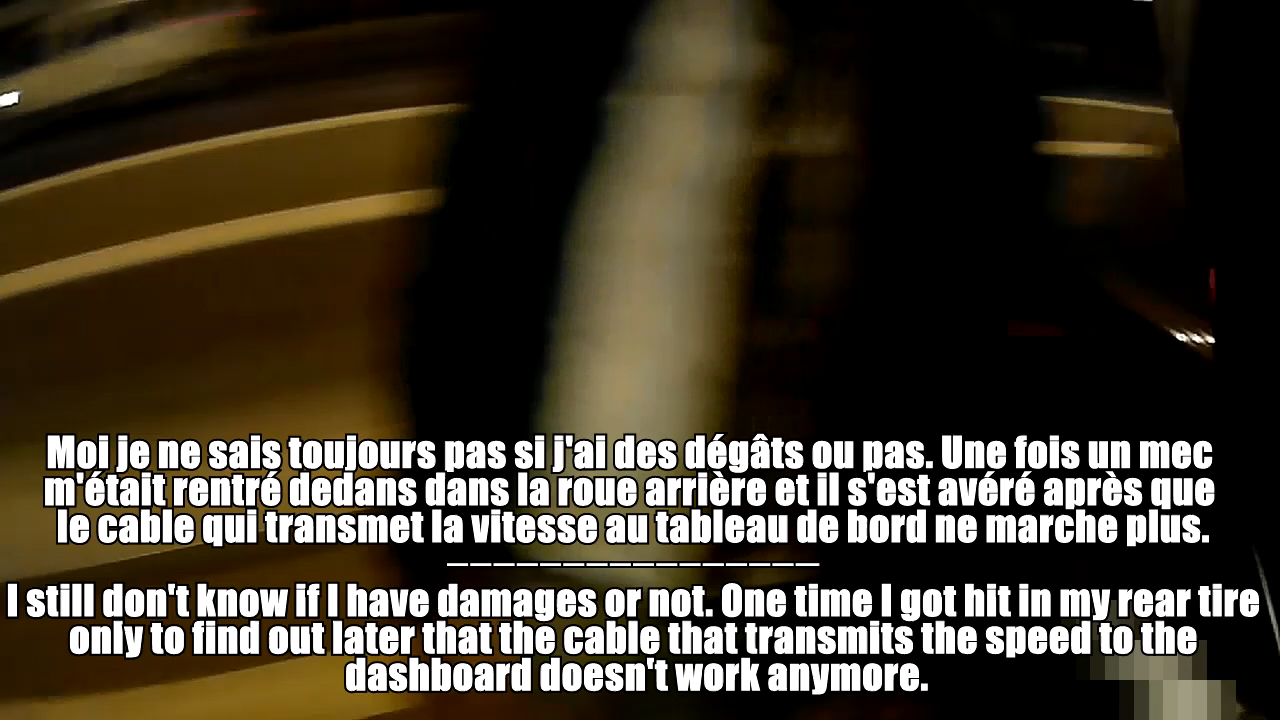 Moi je ne sais toujours pas si j'ai des dégâts ou pas. Une fois un mec
m'était rentré dedans dans la roue arrière et il s'est avéré après que
le cable qui transmet la vitesse au tableau de bord ne marche plus.
________________
I still don't know if I have damages or not. One time I got hit in my rear tire
only to find out later that the cable that transmits the speed to the
dashboard doesn't work anymore.